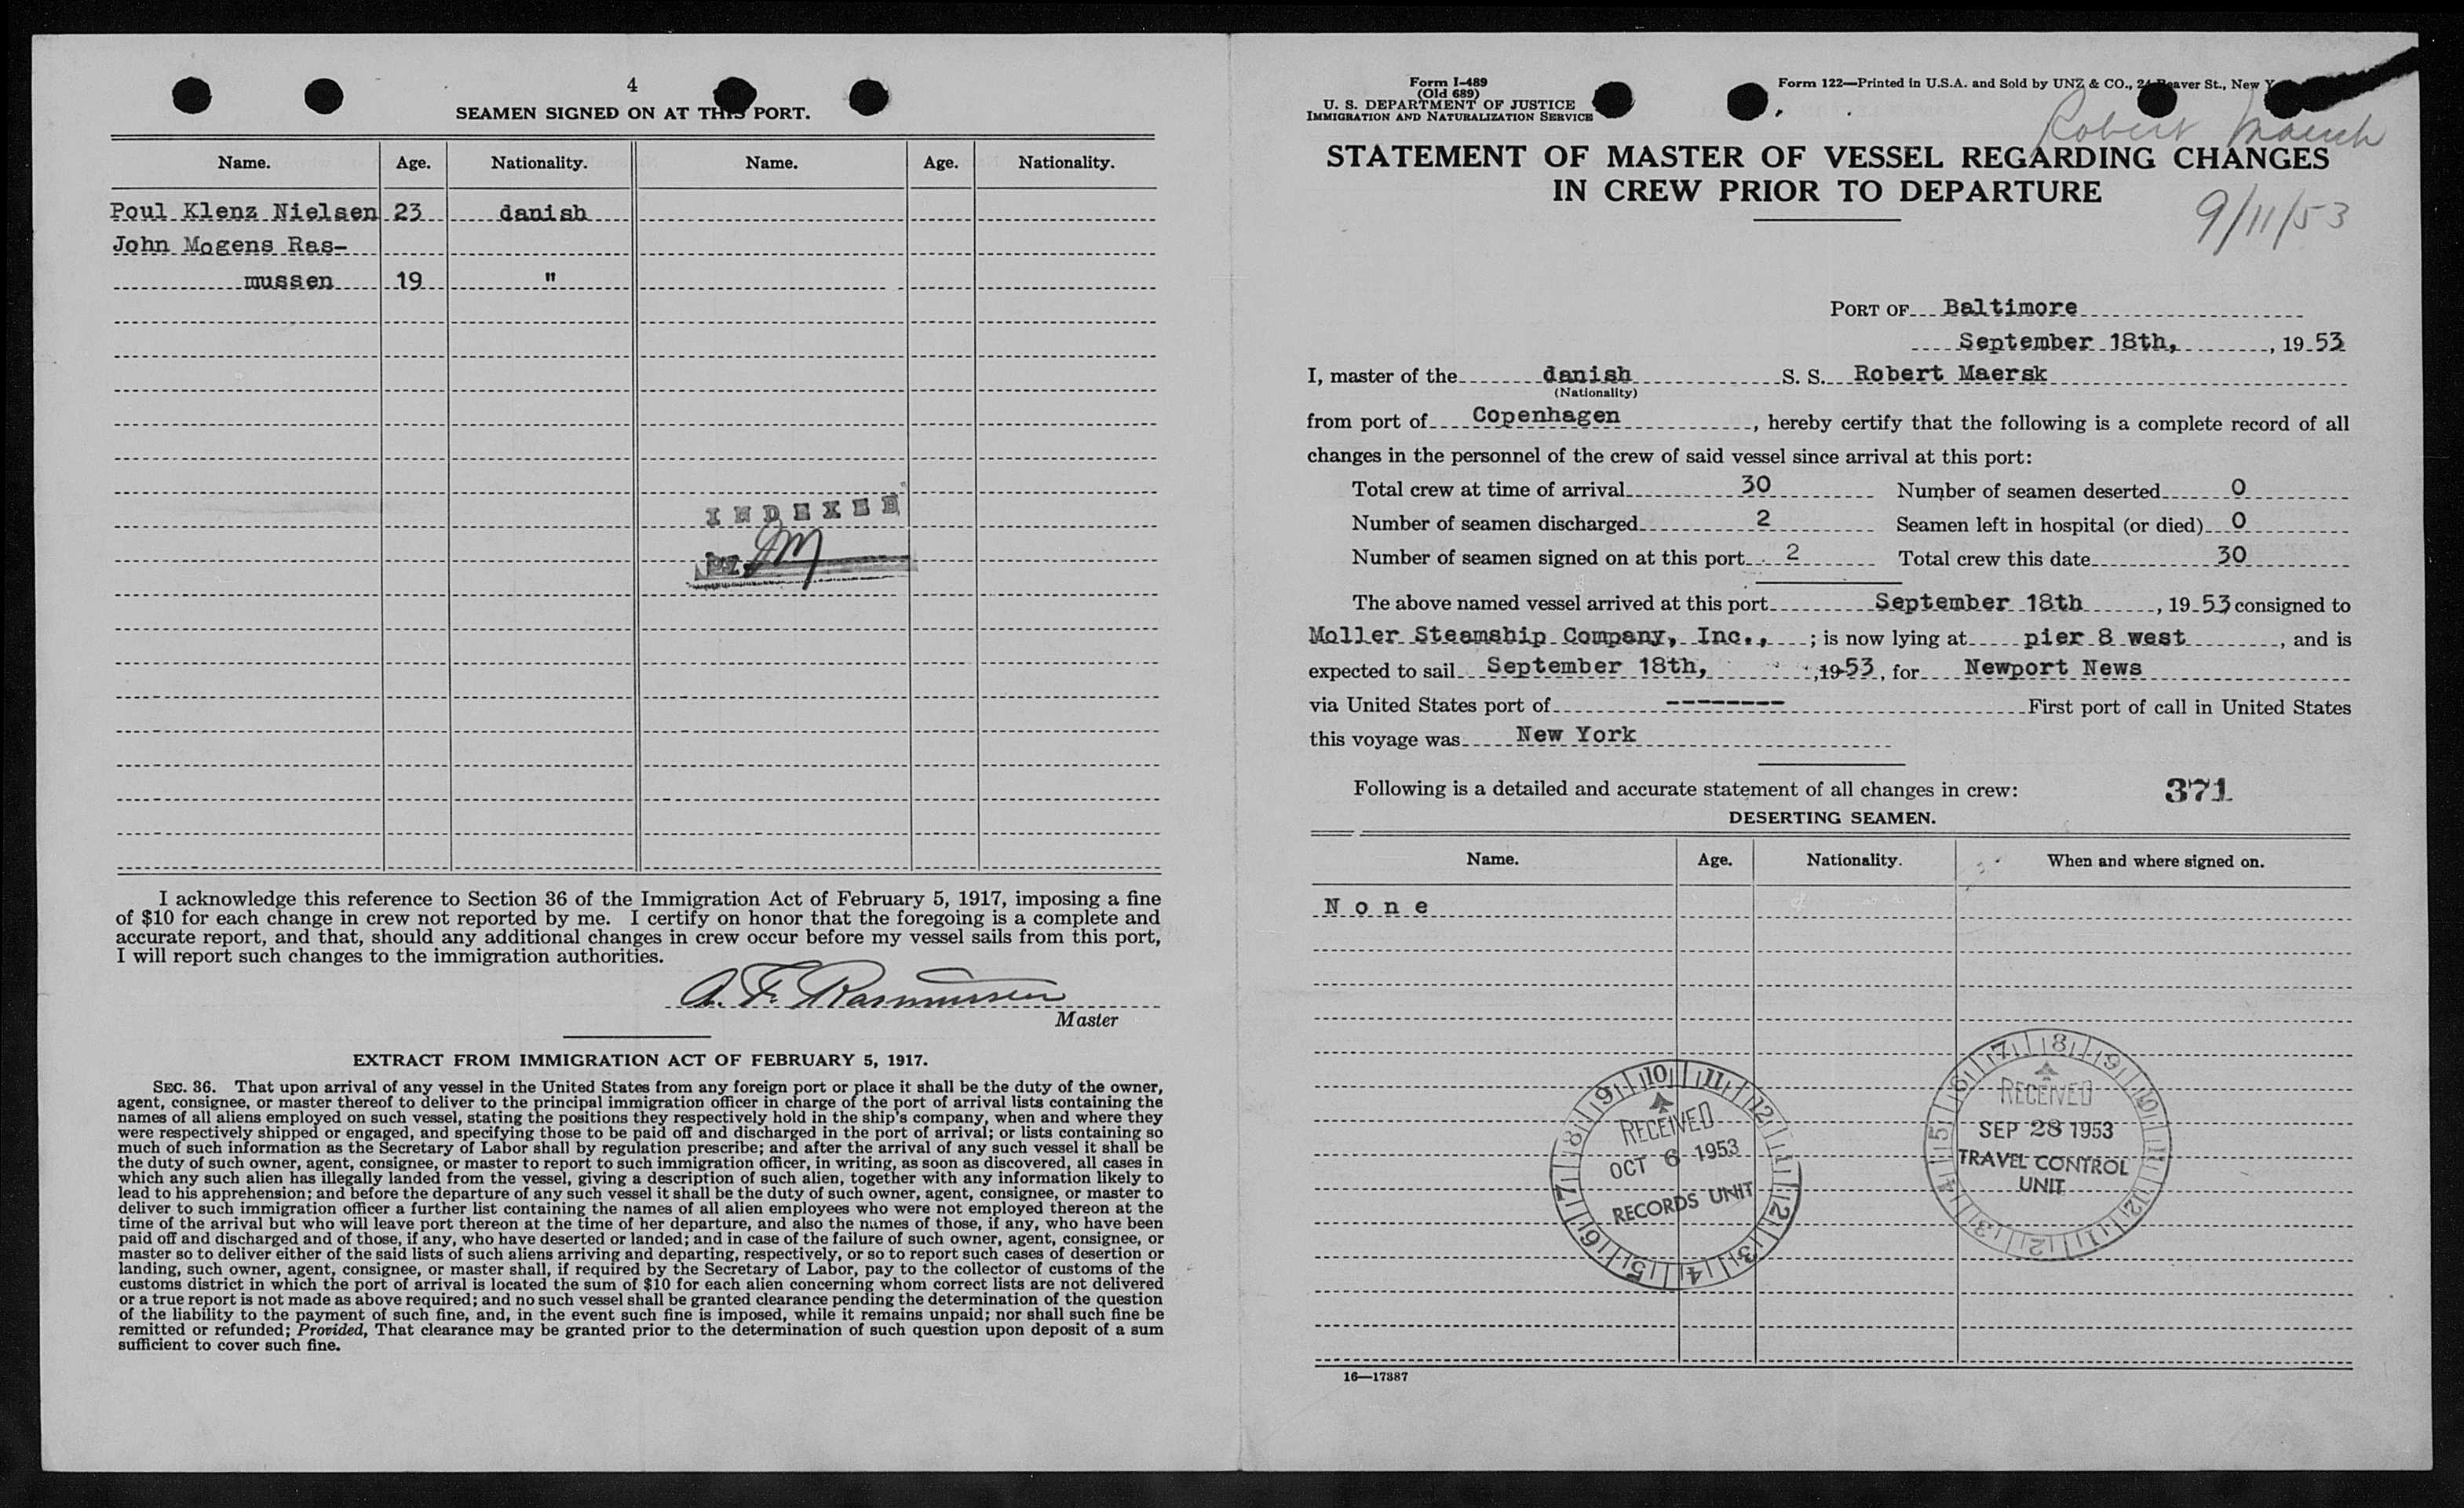 4
SEAMEN SIGNED ON AT THIS PORT.
Name. Age. Nationality. Name. Age. Nationality.
Poul Klenz Nielsen 23 danish
John Mogens Ras-
mussen 19 "
INDEXED
I acknowledge this reference to Section 36 of the Immigration Act of February 5, 1917, imposing a fine
of $10 for each change in crew not reported by me. I certify on honor that the foregoing is a complete and
accurate report, and that, should any additional changes in crew occur before my vessel sails from this port,
I will report such changes to the immigration authorities.
A. F. Rasmussen
Master
EXTRACT FROM IMMIGRATION ACT OF FEBRUARY 5, 1917.
SEC. 36. That upon arrival of any vessel in the United States from any foreign port or place it shall be the duty of the owner,
agent, consignee, or master thereof to deliver to the principal immigration officer in charge of the port of arrival lists containing the
names of all aliens employed on such vessel, stating the positions they respectively hold in the ship's company, when and where they
were respectively shipped or engaged, and specifying those to be paid off and discharged in the port of arrival; or lists containing so
much of such information as the Secretary of Labor shall by regulation prescribe; and after the arrival of any such vessel it shall be
the duty of such owner, agent, consignee, or master to report to such immigration officer, in writing, as soon as discovered, all cases in
which any such alien has illegally landed from the vessel, giving a description of such alien, together with any information likely to
lead to his apprehension; and before the departure of any such vessel it shall be the duty of such owner, agent, consignee, or master to
deliver to such immigration officer a further list containing the names of all alien employees who were not employed thereon at the
time of the arrival but who will leave port thereon at the time of her departure, and also the names of those, if any, who have been
paid off and discharged and of those, if any, who have deserted or landed; and in case of the failure of such owner, agent, consignee, or
master so to deliver either of the said lists of such aliens arriving and departing, respectively, or so to report such cases of desertion or
landing, such owner, agent, consignee, or master shall, if required by the Secretary of Labor, pay to the collector of customs of the
customs district in which the port of arrival is located the sum of $10 for each alien concerning whom correct lists are not delivered
or a true report is not made as above required; and no such vessel shall be granted clearance pending the determination of the question
of the liability to the payment of such fine, and, in the event such fine is imposed, while it remains unpaid; nor shall such fine be
remitted or refunded; Provided, That clearance may be granted prior to the determination of such question upon deposit of a sum
sufficient to cover such fine.
Form I-489
(Old 689)
U. S. DEPARTMENT OF JUSTICE
IMMIGRATION AND NATURALIZATION SERVICE
Form 122—Printed in U.S.A. and Sold by UNZ & CO., 24 Beaver St., New Y
Robert
STATEMENT OF MASTER OF VESSEL REGARDING CHANGES
IN CREW PRIOR TO DEPARTURE
9/11/53
PORT OF Baltimore
September 18th, , 19 53
I, master of the danish S. S. Robert Maersk
(Nationality)
from port of Copenhagen , hereby certify that the following is a complete record of all
changes in the personnel of the crew of said vessel since arrival at this port:
Total crew at time of arrival 30 Number of seamen deserted 0
Number of seamen discharged 2 Seamen left in hospital (or died) 0
Number of seamen signed on at this port 2 Total crew this date 30
The above named vessel arrived at this port September 18th , 19 53 consigned to
Moller Steamship Company, Inc., ; is now lying at pier 8 west , and is
expected to sail September 18th, ,19 53 , for Newport News
via United States port of -------- First port of call in United States
this voyage was New York
Following is a detailed and accurate statement of all changes in crew: 371
DESERTING SEAMEN.
Name. Age. Nationality. When and where signed on.
None
10 11 12 1 2 3 4 5 6 7 8 9
RECEIVED
OCT 6 1953
RECORDS UNIT
8 9 10 11 12 1 2 3 4 5 6 7
RECEIVED
SEP 28 1953
TRAVEL CONTROL
UNIT
16—17387